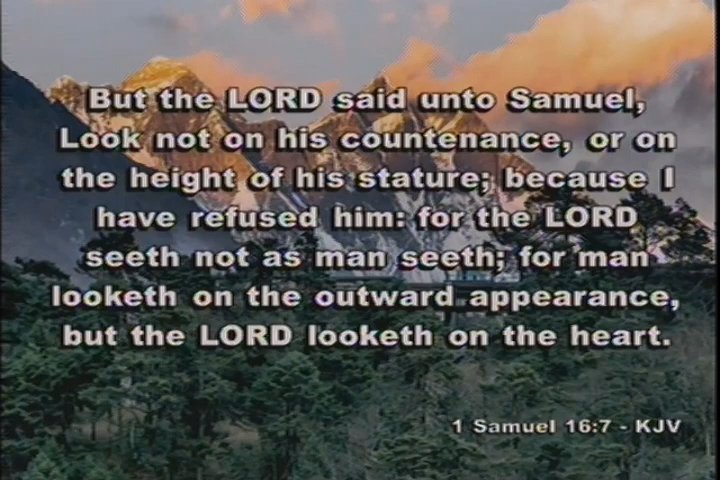 But the LORD said unto Samuel,
Look not on his countenance, or on
the height of his stature; because I
have refused him: for the LORD
seeth not as man seeth; for man
looketh on the outward appearance,
but the LORD looketh on the heart.
1 Samuel 16:7 - KJV